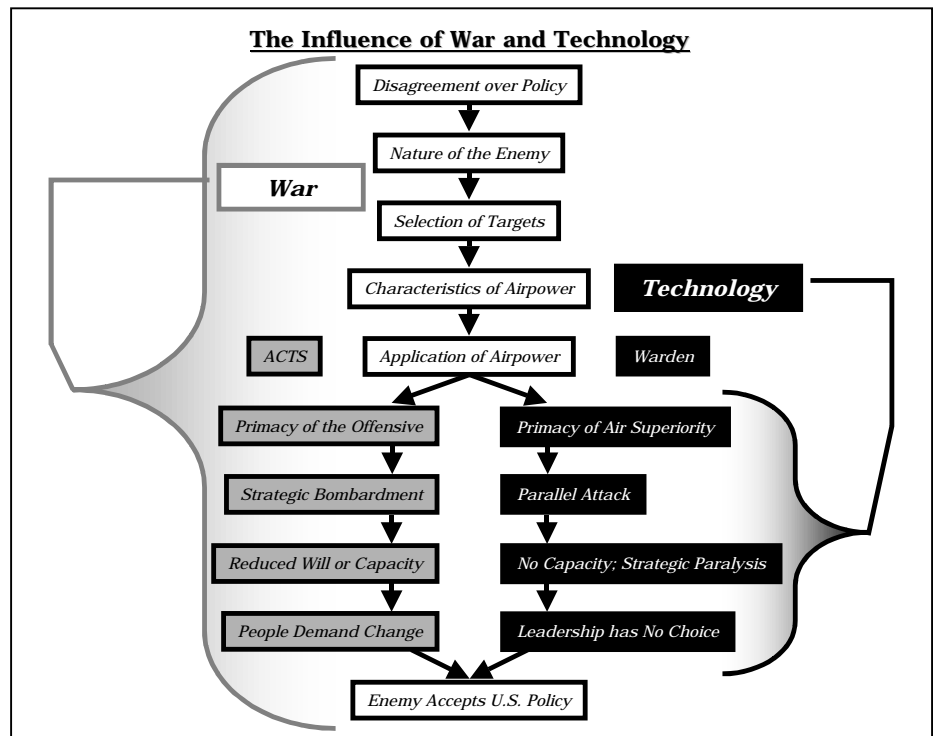 The Influence of War and Technology
Disagreement over Policy
Nature of the Enemy
War
Selection of Targets
Characteristics of Airpower
Technology
ACTS
Application of Airpower
Warden
Primacy of the Offensive
Primacy of Air Superiority
Strategic Bombardment
Parallel Attack
Reduced Will or Capacity
No Capacity; Strategic Paralysis
People Demand Change
Leadership has No Choice
Enemy Accepts U.S. Policy